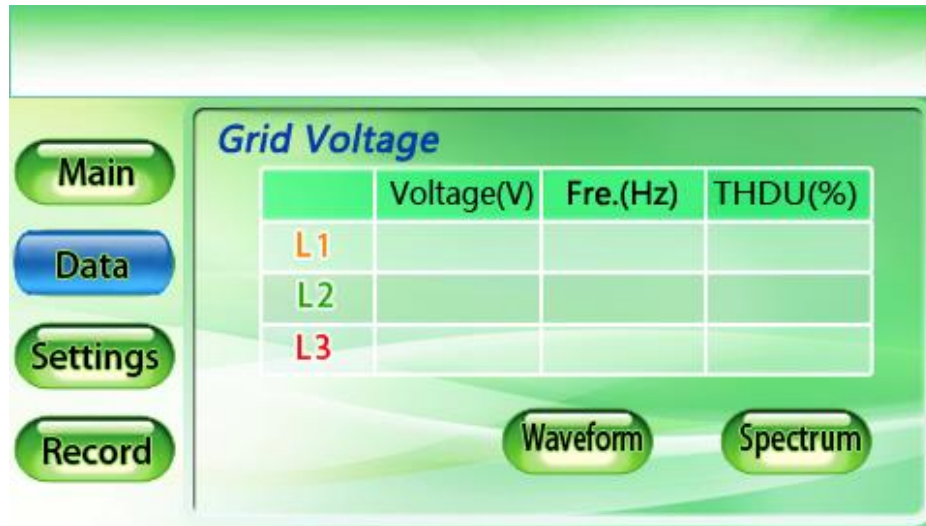 Grid Voltage
Main
Voltage(V) Fre.(Hz) THDU(%)
L1
Data
L2
L3
Settings
Waveform Spectrum
Record